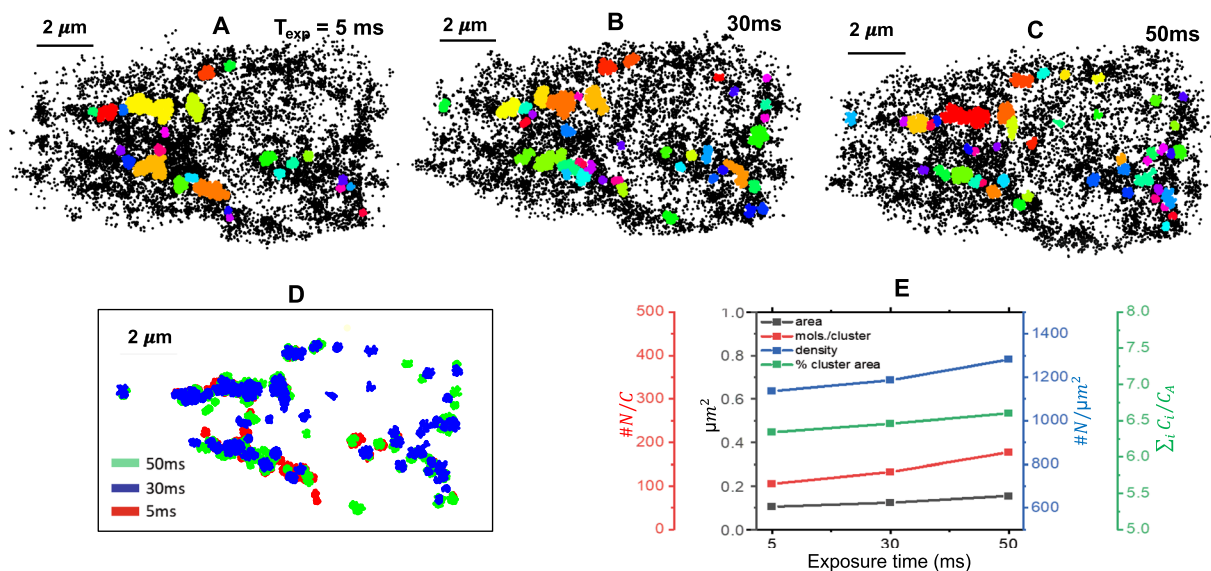 A
2 μm
T_exp = 5 ms
B
2 μm
30ms
C
2 μm
50ms
D
2 μm
50ms
30ms
5ms
E
500
400
300
200
100
0
#N/C
1.0
0.8
0.6
0.4
0.2
0.0
μm²
area
mols./cluster
density
% cluster area
1400
1200
1000
800
600
#N/μm²
8.0
7.5
7.0
6.5
6.0
5.5
5.0
∑ᵢ Cᵢ/C_A
5
30
50
Exposure time (ms)